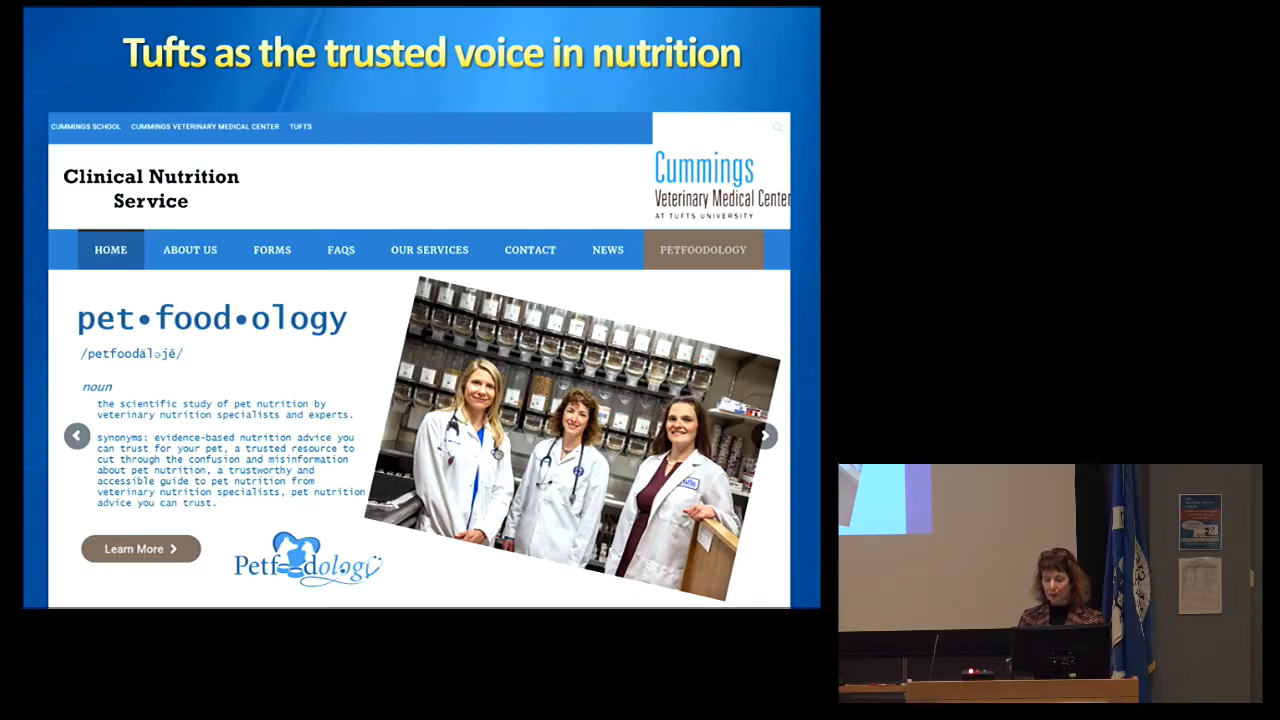 Tufts as the trusted voice in nutrition
CUMMINGS SCHOOL CUMMINGS VETERINARY MEDICAL CENTER TUFTS
Clinical Nutrition
Service
Cummings
Veterinary Medical Center
AT TUFTS UNIVERSITY
HOME ABOUT US FORMS FAQS OUR SERVICES CONTACT NEWS PETFOODOLOGY
pet•food•ology
/petfoodäləjē/
noun
the scientific study of pet nutrition by
veterinary nutrition specialists and experts.
synonyms: evidence-based nutrition advice you
can trust for your pet, a trusted resource to
cut through the confusion and misinformation
about pet nutrition, a trustworthy and
accessible guide to pet nutrition from
veterinary nutrition specialists, pet nutrition
advice you can trust.
Learn More
Petfoodology
Tufts